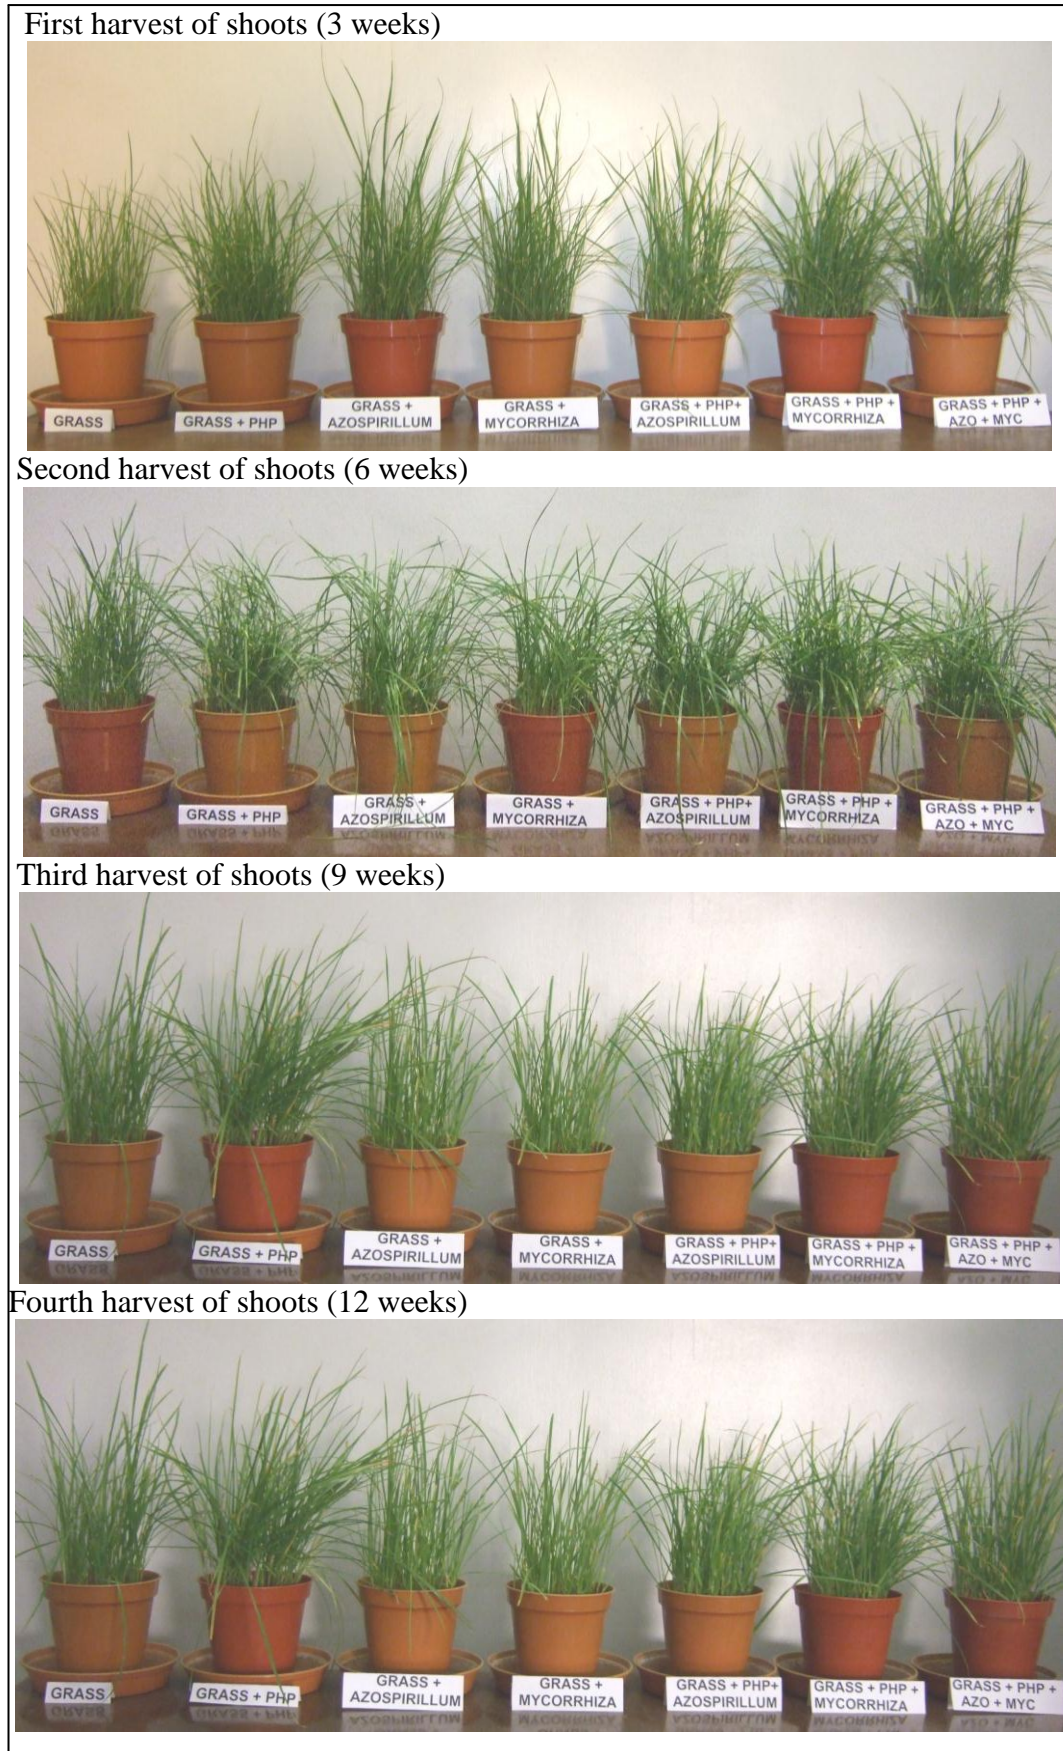 First harvest of shoots (3 weeks)
GRASS
GRASS + PHP
GRASS +
AZOSPIRILLUM
GRASS +
MYCORRHIZA
GRASS + PHP+
AZOSPIRILLUM
GRASS + PHP +
MYCORRHIZA
GRASS + PHP +
AZO + MYC
Second harvest of shoots (6 weeks)
GRASS
GRASS + PHP
GRASS +
AZOSPIRILLUM
GRASS +
MYCORRHIZA
GRASS + PHP+
AZOSPIRILLUM
GRASS + PHP +
MYCORRHIZA
GRASS + PHP +
AZO + MYC
Third harvest of shoots (9 weeks)
GRASS
GRASS + PHP
GRASS +
AZOSPIRILLUM
GRASS +
MYCORRHIZA
GRASS + PHP+
AZOSPIRILLUM
GRASS + PHP +
MYCORRHIZA
GRASS + PHP +
AZO + MYC
Fourth harvest of shoots (12 weeks)
GRASS
GRASS + PHP
GRASS +
AZOSPIRILLUM
GRASS +
MYCORRHIZA
GRASS + PHP+
AZOSPIRILLUM
GRASS + PHP +
MYCORRHIZA
GRASS + PHP +
AZO + MYC